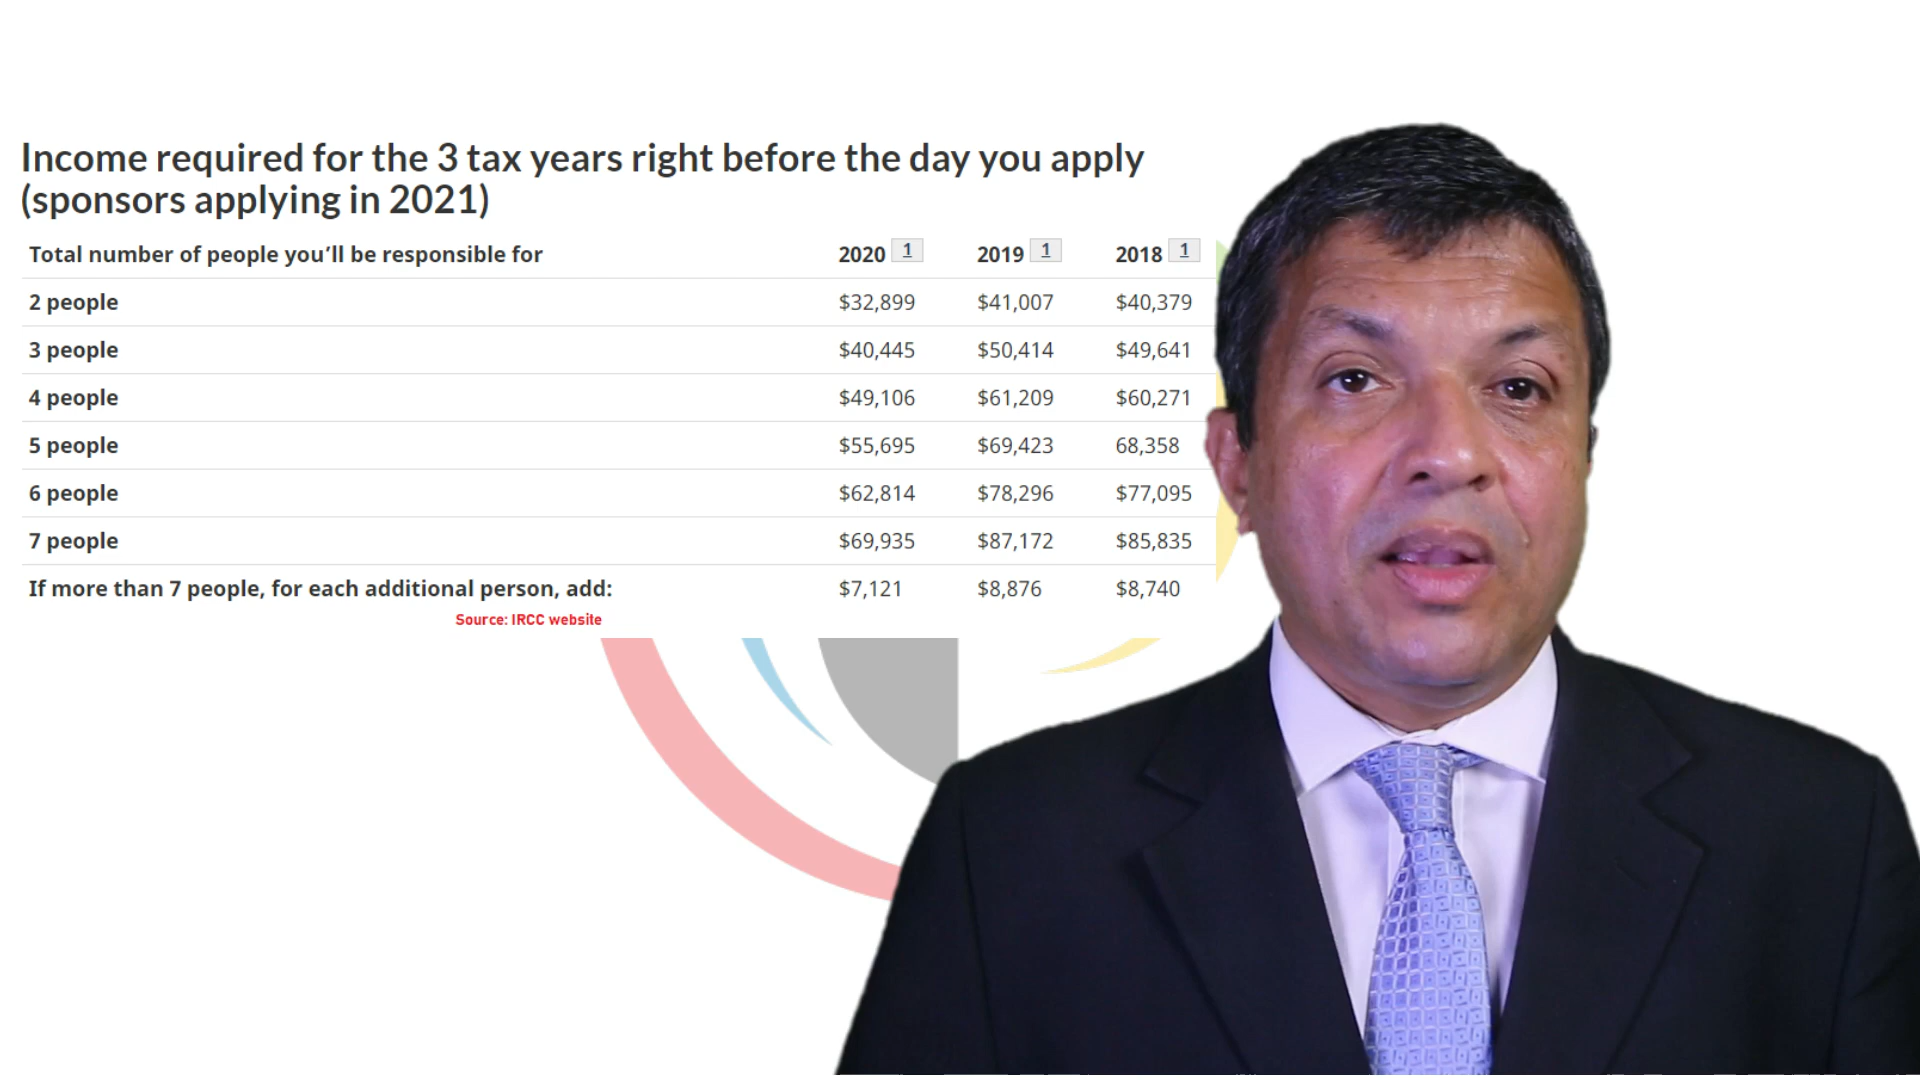 Income required for the 3 tax years right before the day you apply
(sponsors applying in 2021)
Total number of people you’ll be responsible for 2020 1 2019 1 2018 1
2 people $32,899 $41,007 $40,379
3 people $40,445 $50,414 $49,641
4 people $49,106 $61,209 $60,271
5 people $55,695 $69,423 68,358
6 people $62,814 $78,296 $77,095
7 people $69,935 $87,172 $85,835
If more than 7 people, for each additional person, add: $7,121 $8,876 $8,740
Source: IRCC website